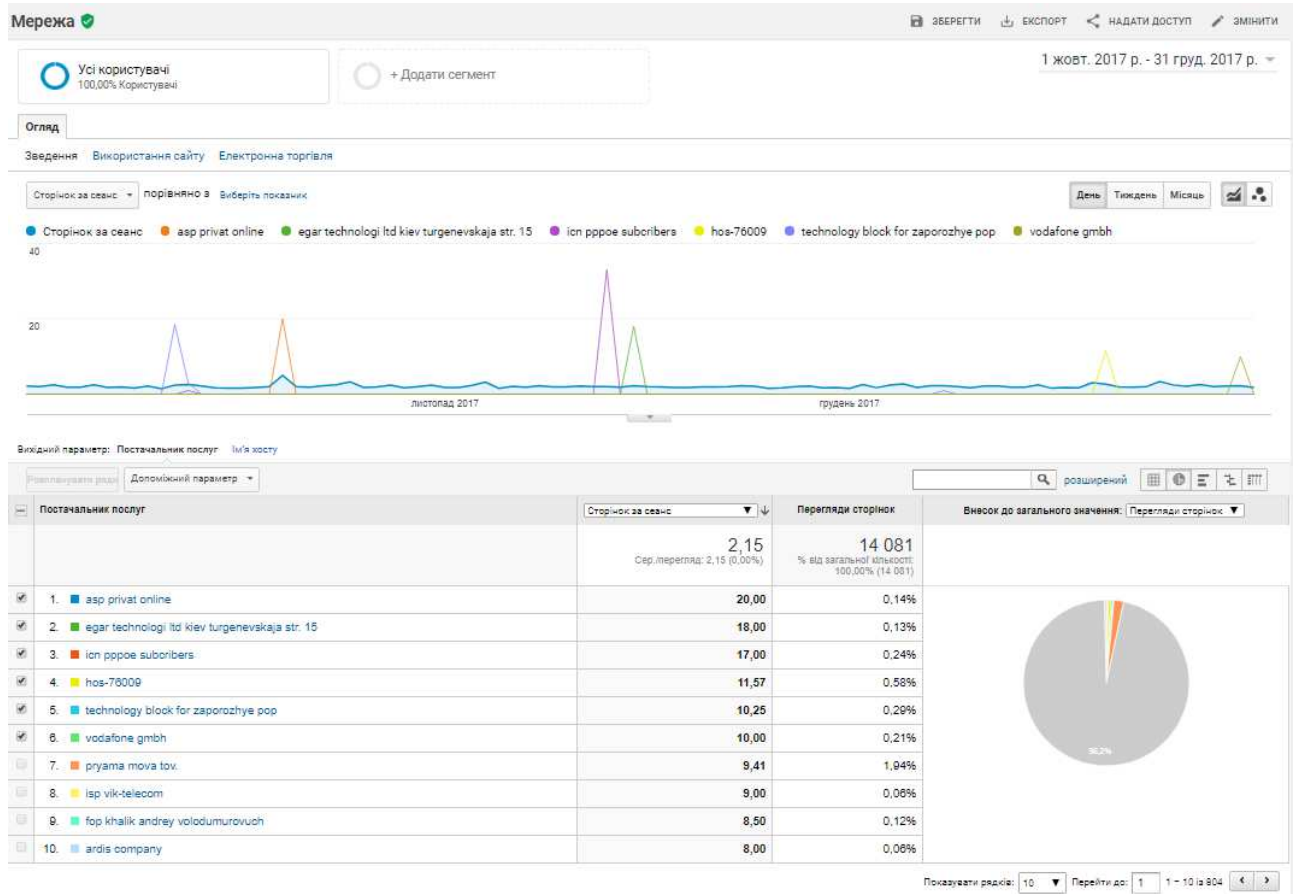 Мережа
ЗБЕРЕГТИ ЕКСПОРТ НАДАТИ ДОСТУП ЗМІНИТИ
1 жовт. 2017 р. - 31 груд. 2017 р.
Усі користувачі
100,00% Користувачі
+ Додати сегмент
Огляд
Зведення Використання сайту Електронна торгівля
Сторінок за сеанс порівняно з Виберіть показник
День Тиждень Місяць
Сторінок за сеанс asp privat online egar technologi ltd kiev turgenevskaja str. 15 icn pppoe subcribers hos-76009 technology block for zaporozhye pop vodafone gmbh
40
20
листопад 2017 грудень 2017
Вихідний параметр: Постачальник послуг Ім'я хосту
Допоміжний параметр
розширений
Постачальник послуг Сторінок за сеанс Перегляди сторінок Внесок до загального значення: Перегляди сторінок
2,15 14 081
Сер./перегляд: 2,15 (0,00%) % від загальної кількості:
100,00% (14 081)
1. asp privat online 20,00 0,14%
2. egar technologi ltd kiev turgenevskaja str. 15 18,00 0,13%
3. icn pppoe subcribers 17,00 0,24%
4. hos-76009 11,57 0,58%
5. technology block for zaporozhye pop 10,25 0,29%
6. vodafone gmbh 10,00 0,21%
7. pryama mova tov. 9,41 1,94%
8. isp vik-telecom 9,00 0,06%
9. fop khalik andrey volodumurovuch 8,50 0,12%
10. ardis company 8,00 0,06%
Показувати рядків: 10 Перейти до: 1 1 – 10 із 804